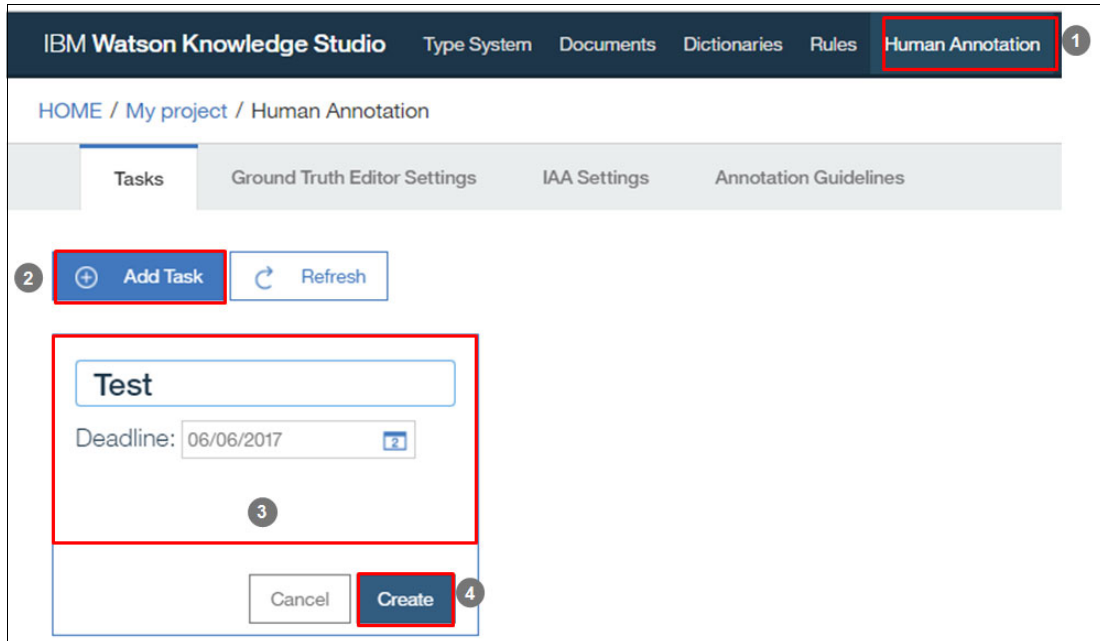 IBM Watson Knowledge Studio Type System Documents Dictionaries Rules Human Annotation 1
HOME / My project / Human Annotation
Tasks Ground Truth Editor Settings IAA Settings Annotation Guidelines
2 Add Task Refresh
Test
Deadline: 06/06/2017 2
3
Cancel Create 4